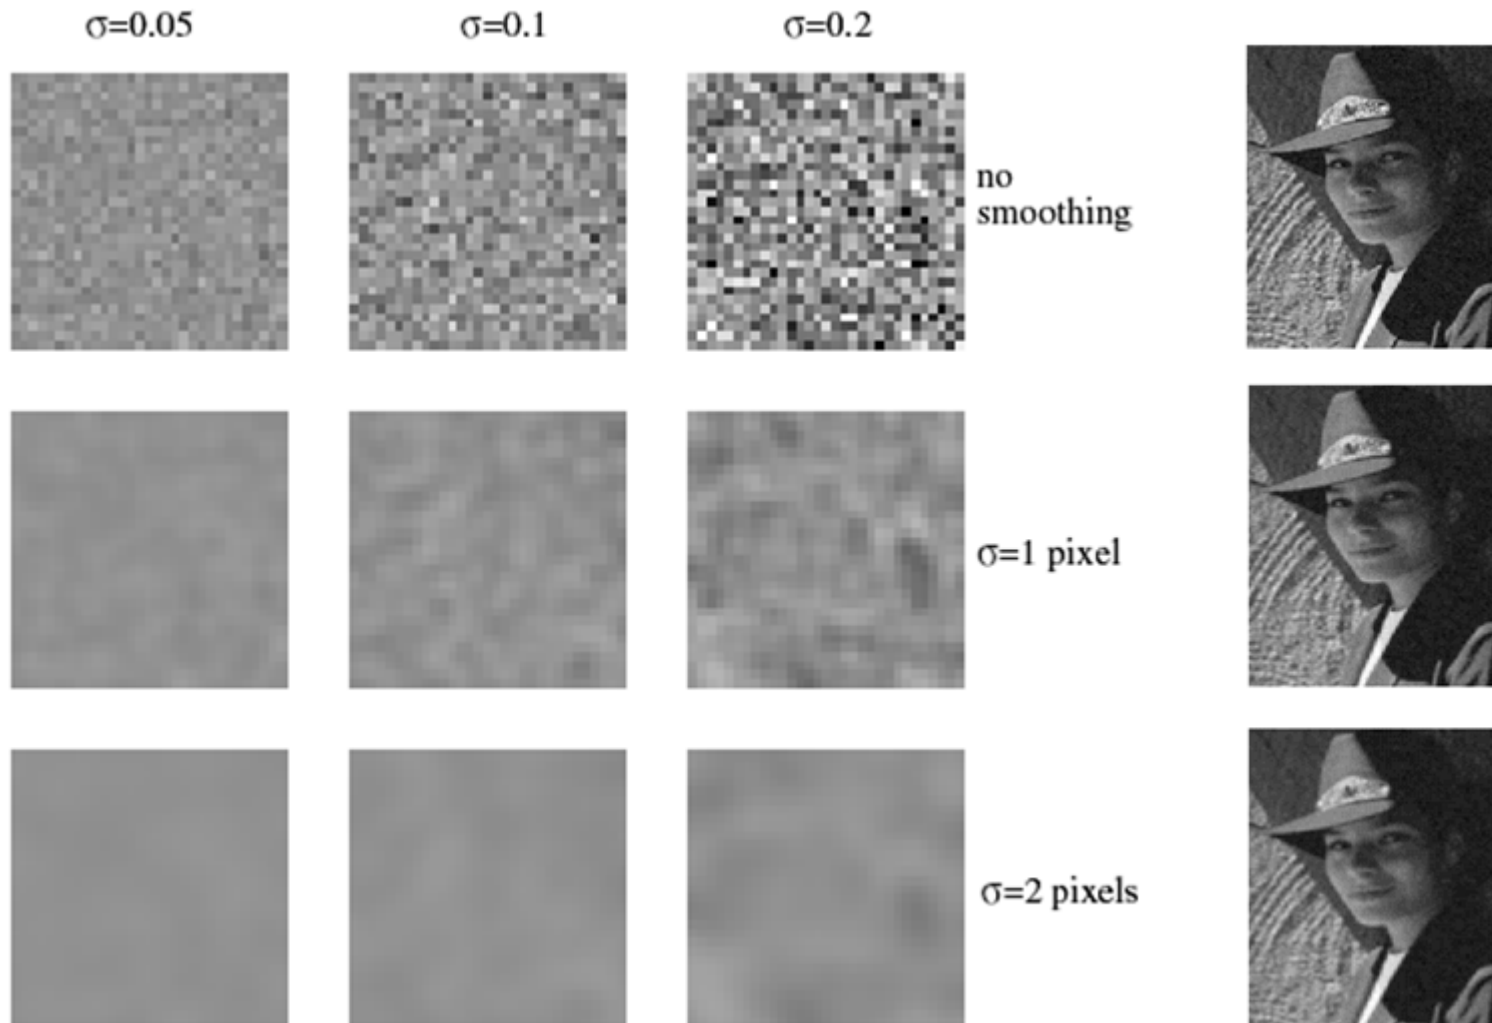 σ=0.05
σ=0.1
σ=0.2
no
smoothing
σ=1 pixel
σ=2 pixels